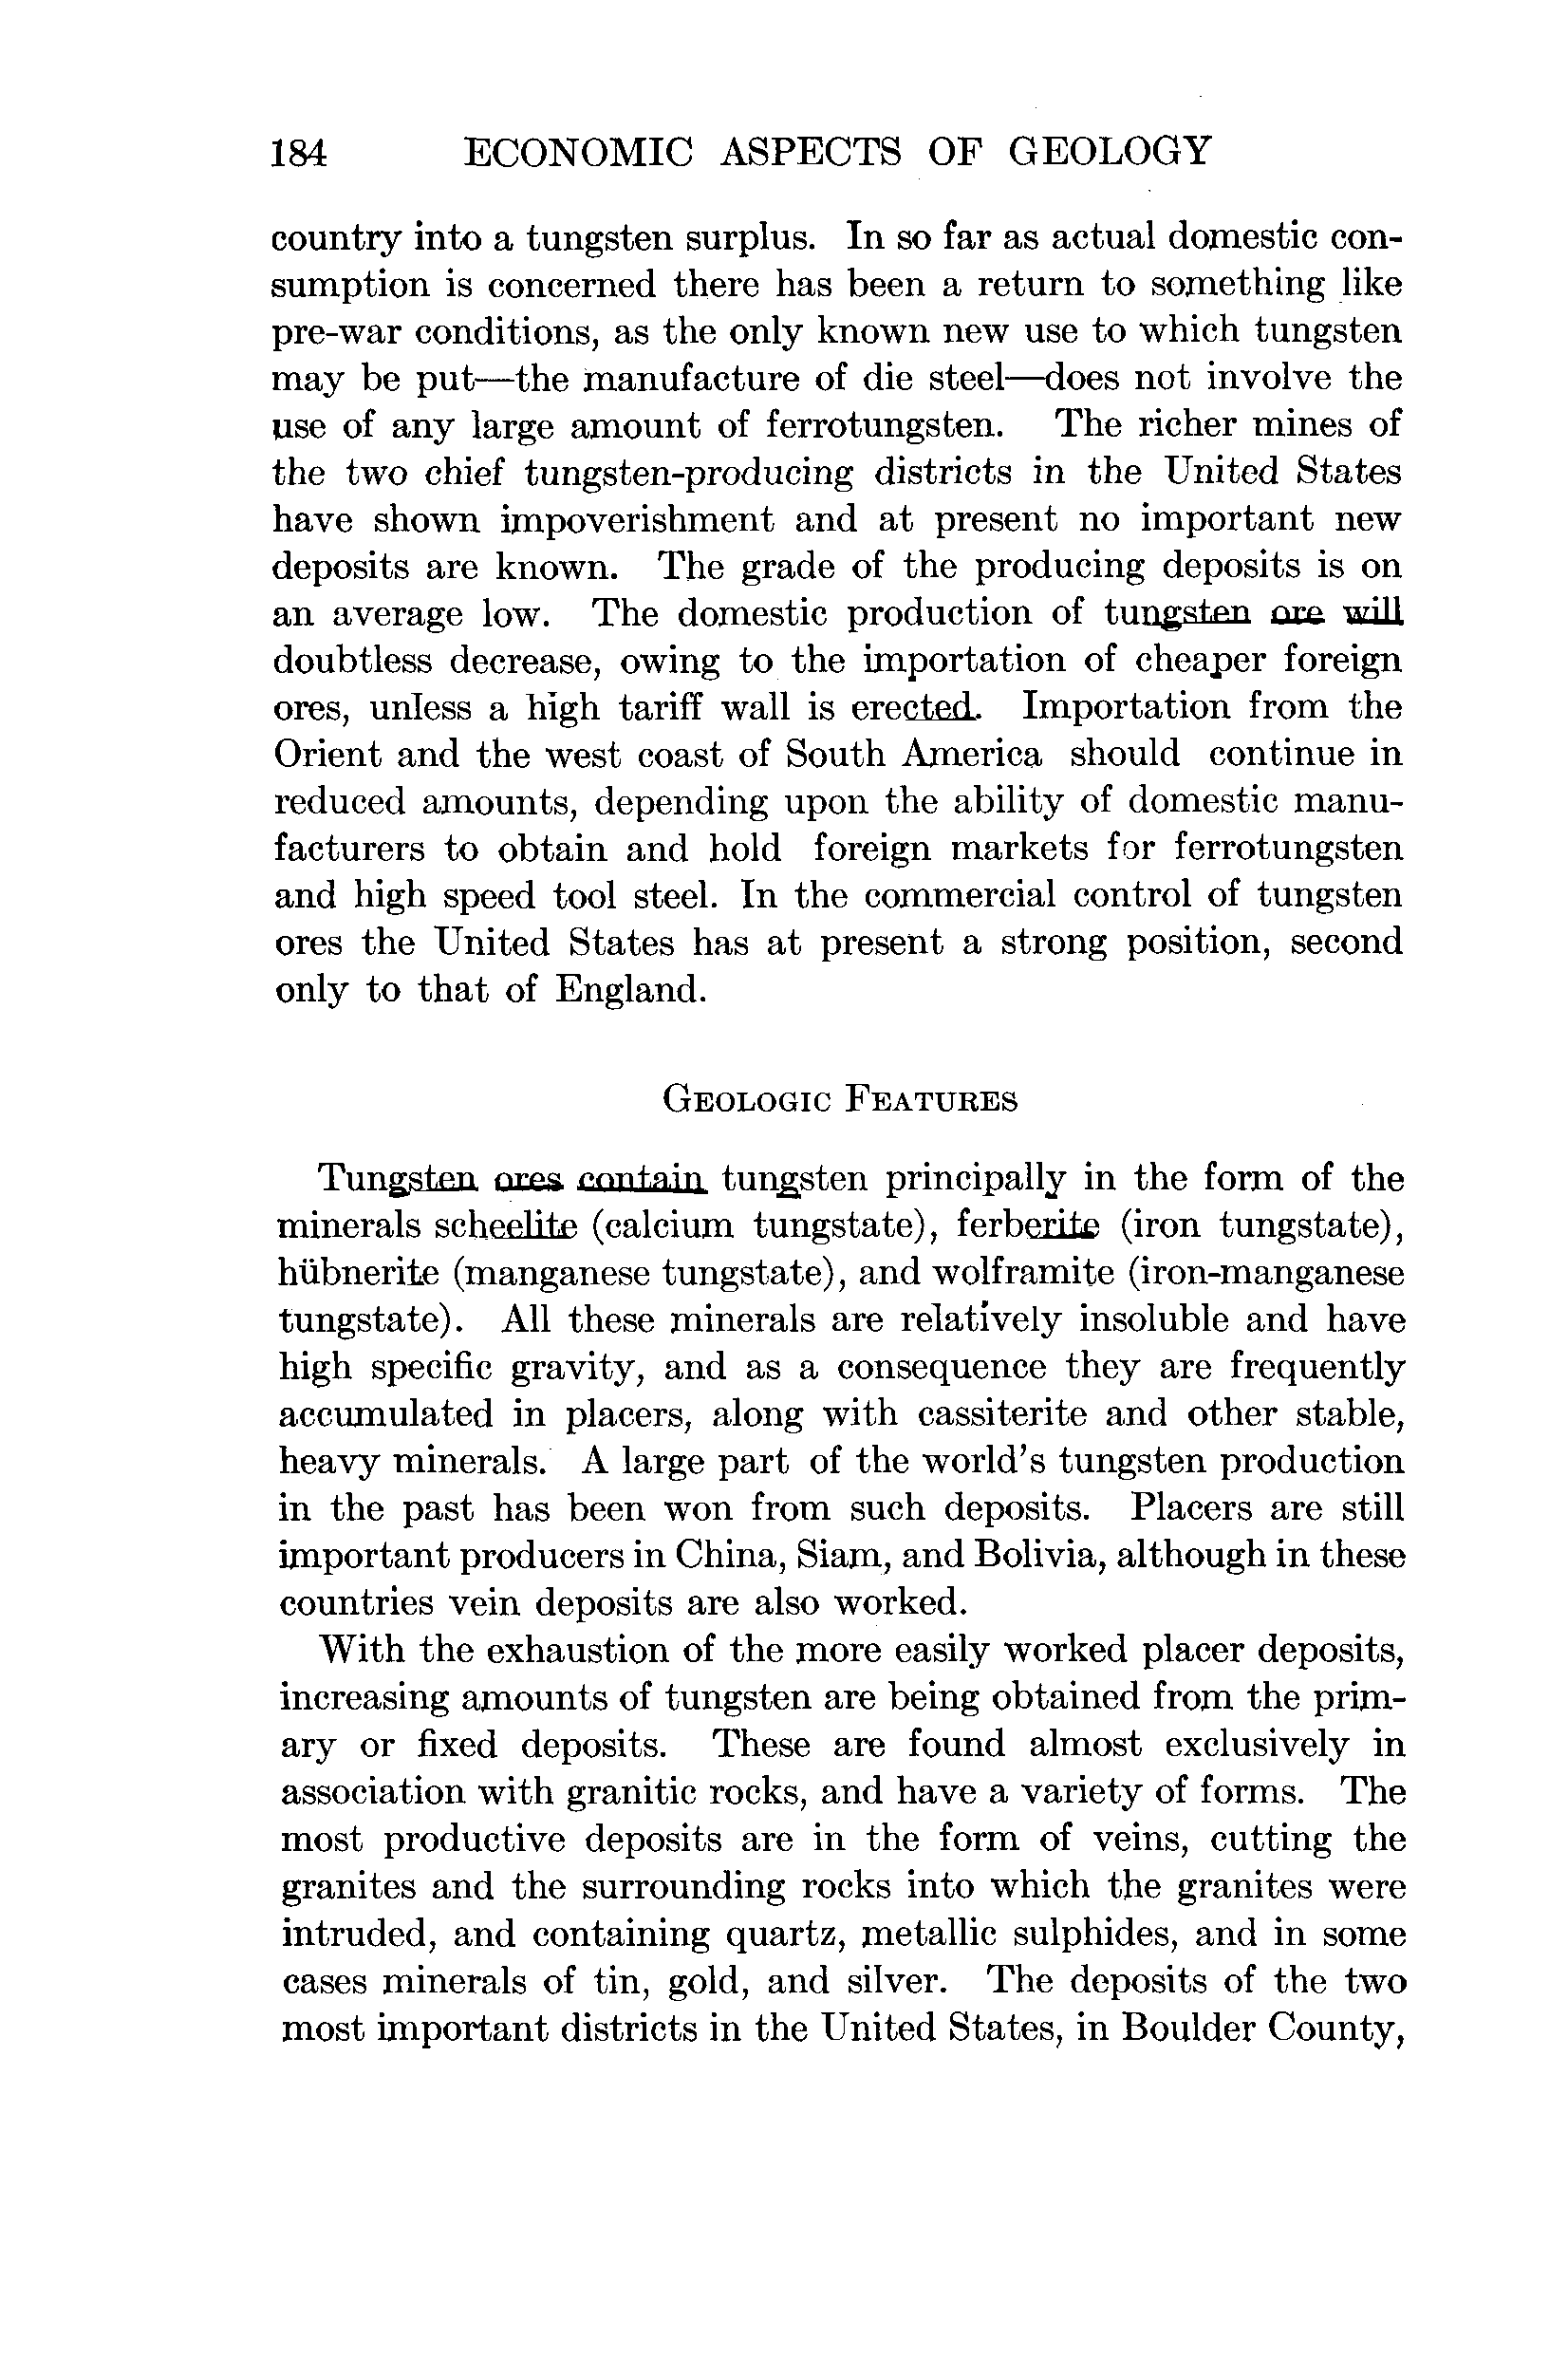 184 ECONOMIC ASPECTS OF GEOLOGY
country into a tungsten surplus. In so far as actual domestic con-
sumption is concerned there has been a return to something like
pre-war conditions, as the only known new use to which tungsten
may be put—the manufacture of die steel—does not involve the
use of any large amount of ferrotungsten. The richer mines of
the two chief tungsten-producing districts in the United States
have shown impoverishment and at present no important new
deposits are known. The grade of the producing deposits is on
an average low. The domestic production of tungsten ore will
doubtless decrease, owing to the importation of cheaper foreign
ores, unless a high tariff wall is erected. Importation from the
Orient and the west coast of South America should continue in
reduced amounts, depending upon the ability of domestic manu-
facturers to obtain and hold foreign markets for ferrotungsten
and high speed tool steel. In the commercial control of tungsten
ores the United States has at present a strong position, second
only to that of England.
GEOLOGIC FEATURES
Tungsten ores contain tungsten principally in the form of the
minerals scheelite (calcium tungstate), ferberite (iron tungstate),
hübnerite (manganese tungstate), and wolframite (iron-manganese
tungstate). All these minerals are relatively insoluble and have
high specific gravity, and as a consequence they are frequently
accumulated in placers, along with cassiterite and other stable,
heavy minerals. A large part of the world's tungsten production
in the past has been won from such deposits. Placers are still
important producers in China, Siam, and Bolivia, although in these
countries vein deposits are also worked.
With the exhaustion of the more easily worked placer deposits,
increasing amounts of tungsten are being obtained from the prim-
ary or fixed deposits. These are found almost exclusively in
association with granitic rocks, and have a variety of forms. The
most productive deposits are in the form of veins, cutting the
granites and the surrounding rocks into which the granites were
intruded, and containing quartz, metallic sulphides, and in some
cases minerals of tin, gold, and silver. The deposits of the two
most important districts in the United States, in Boulder County,